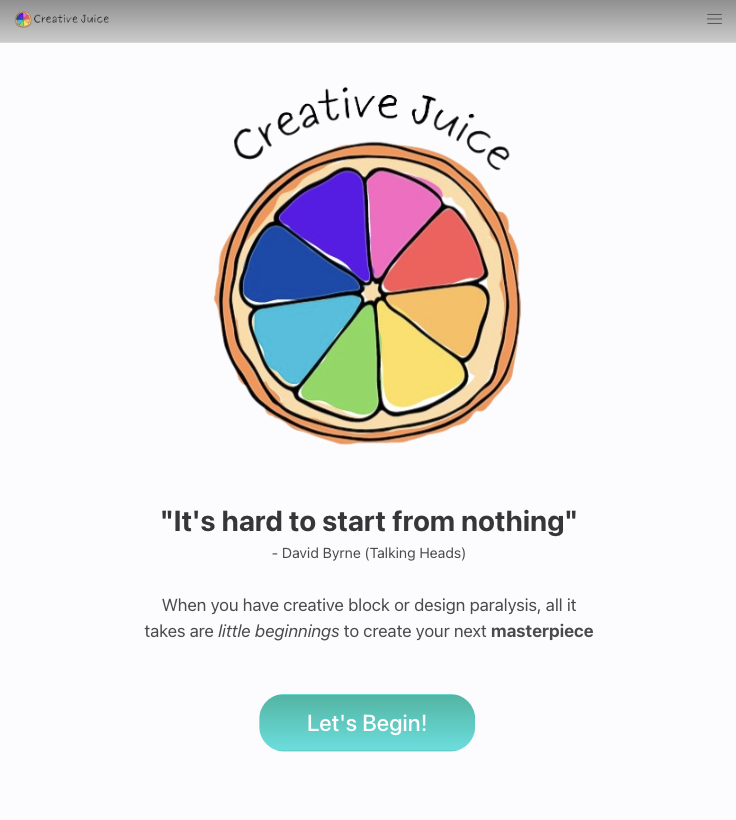 Creative Juice
Creative Juice
"It's hard to start from nothing"
- David Byrne (Talking Heads)
When you have creative block or design paralysis, all it
takes are little beginnings to create your next masterpiece
Let's Begin!